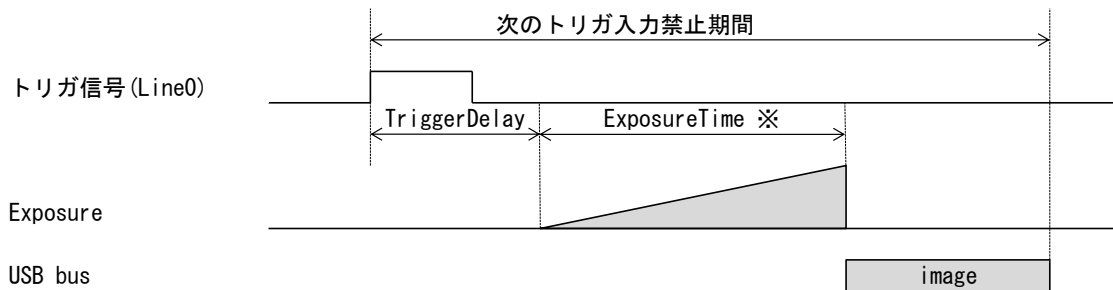 次のトリガ入力禁止期間
トリガ信号(Line0)
TriggerDelay
ExposureTime ※
Exposure
USB bus
image